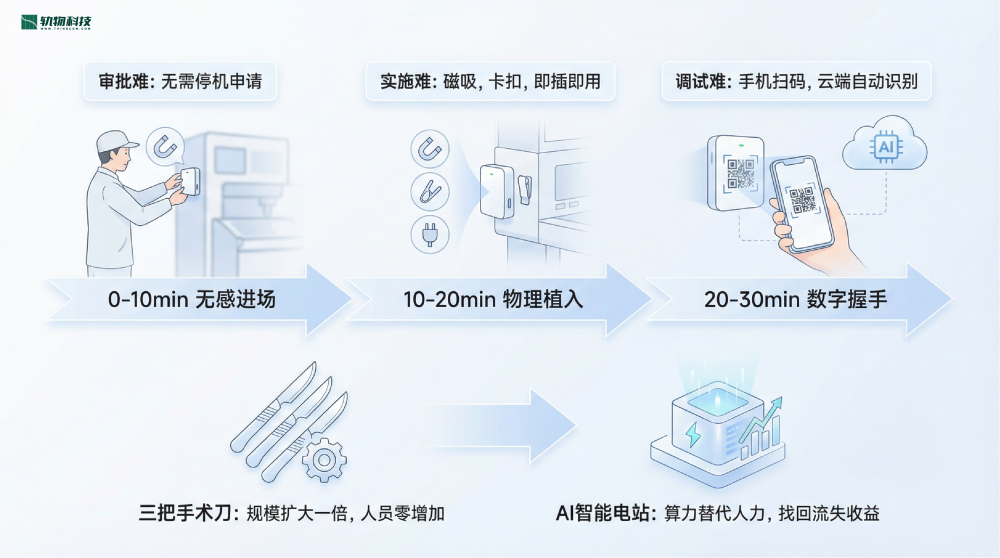 轨物科技
WWW.THINGCOM.COM
审批难：无需停机申请
实施难：磁吸，卡扣，即插即用
调试难：手机扫码，云端自动识别
AI
0-10min 无感进场
10-20min 物理植入
20-30min 数字握手
三把手术刀：规模扩大一倍，人员零增加
AI智能电站：算力替代人力，找回流失收益